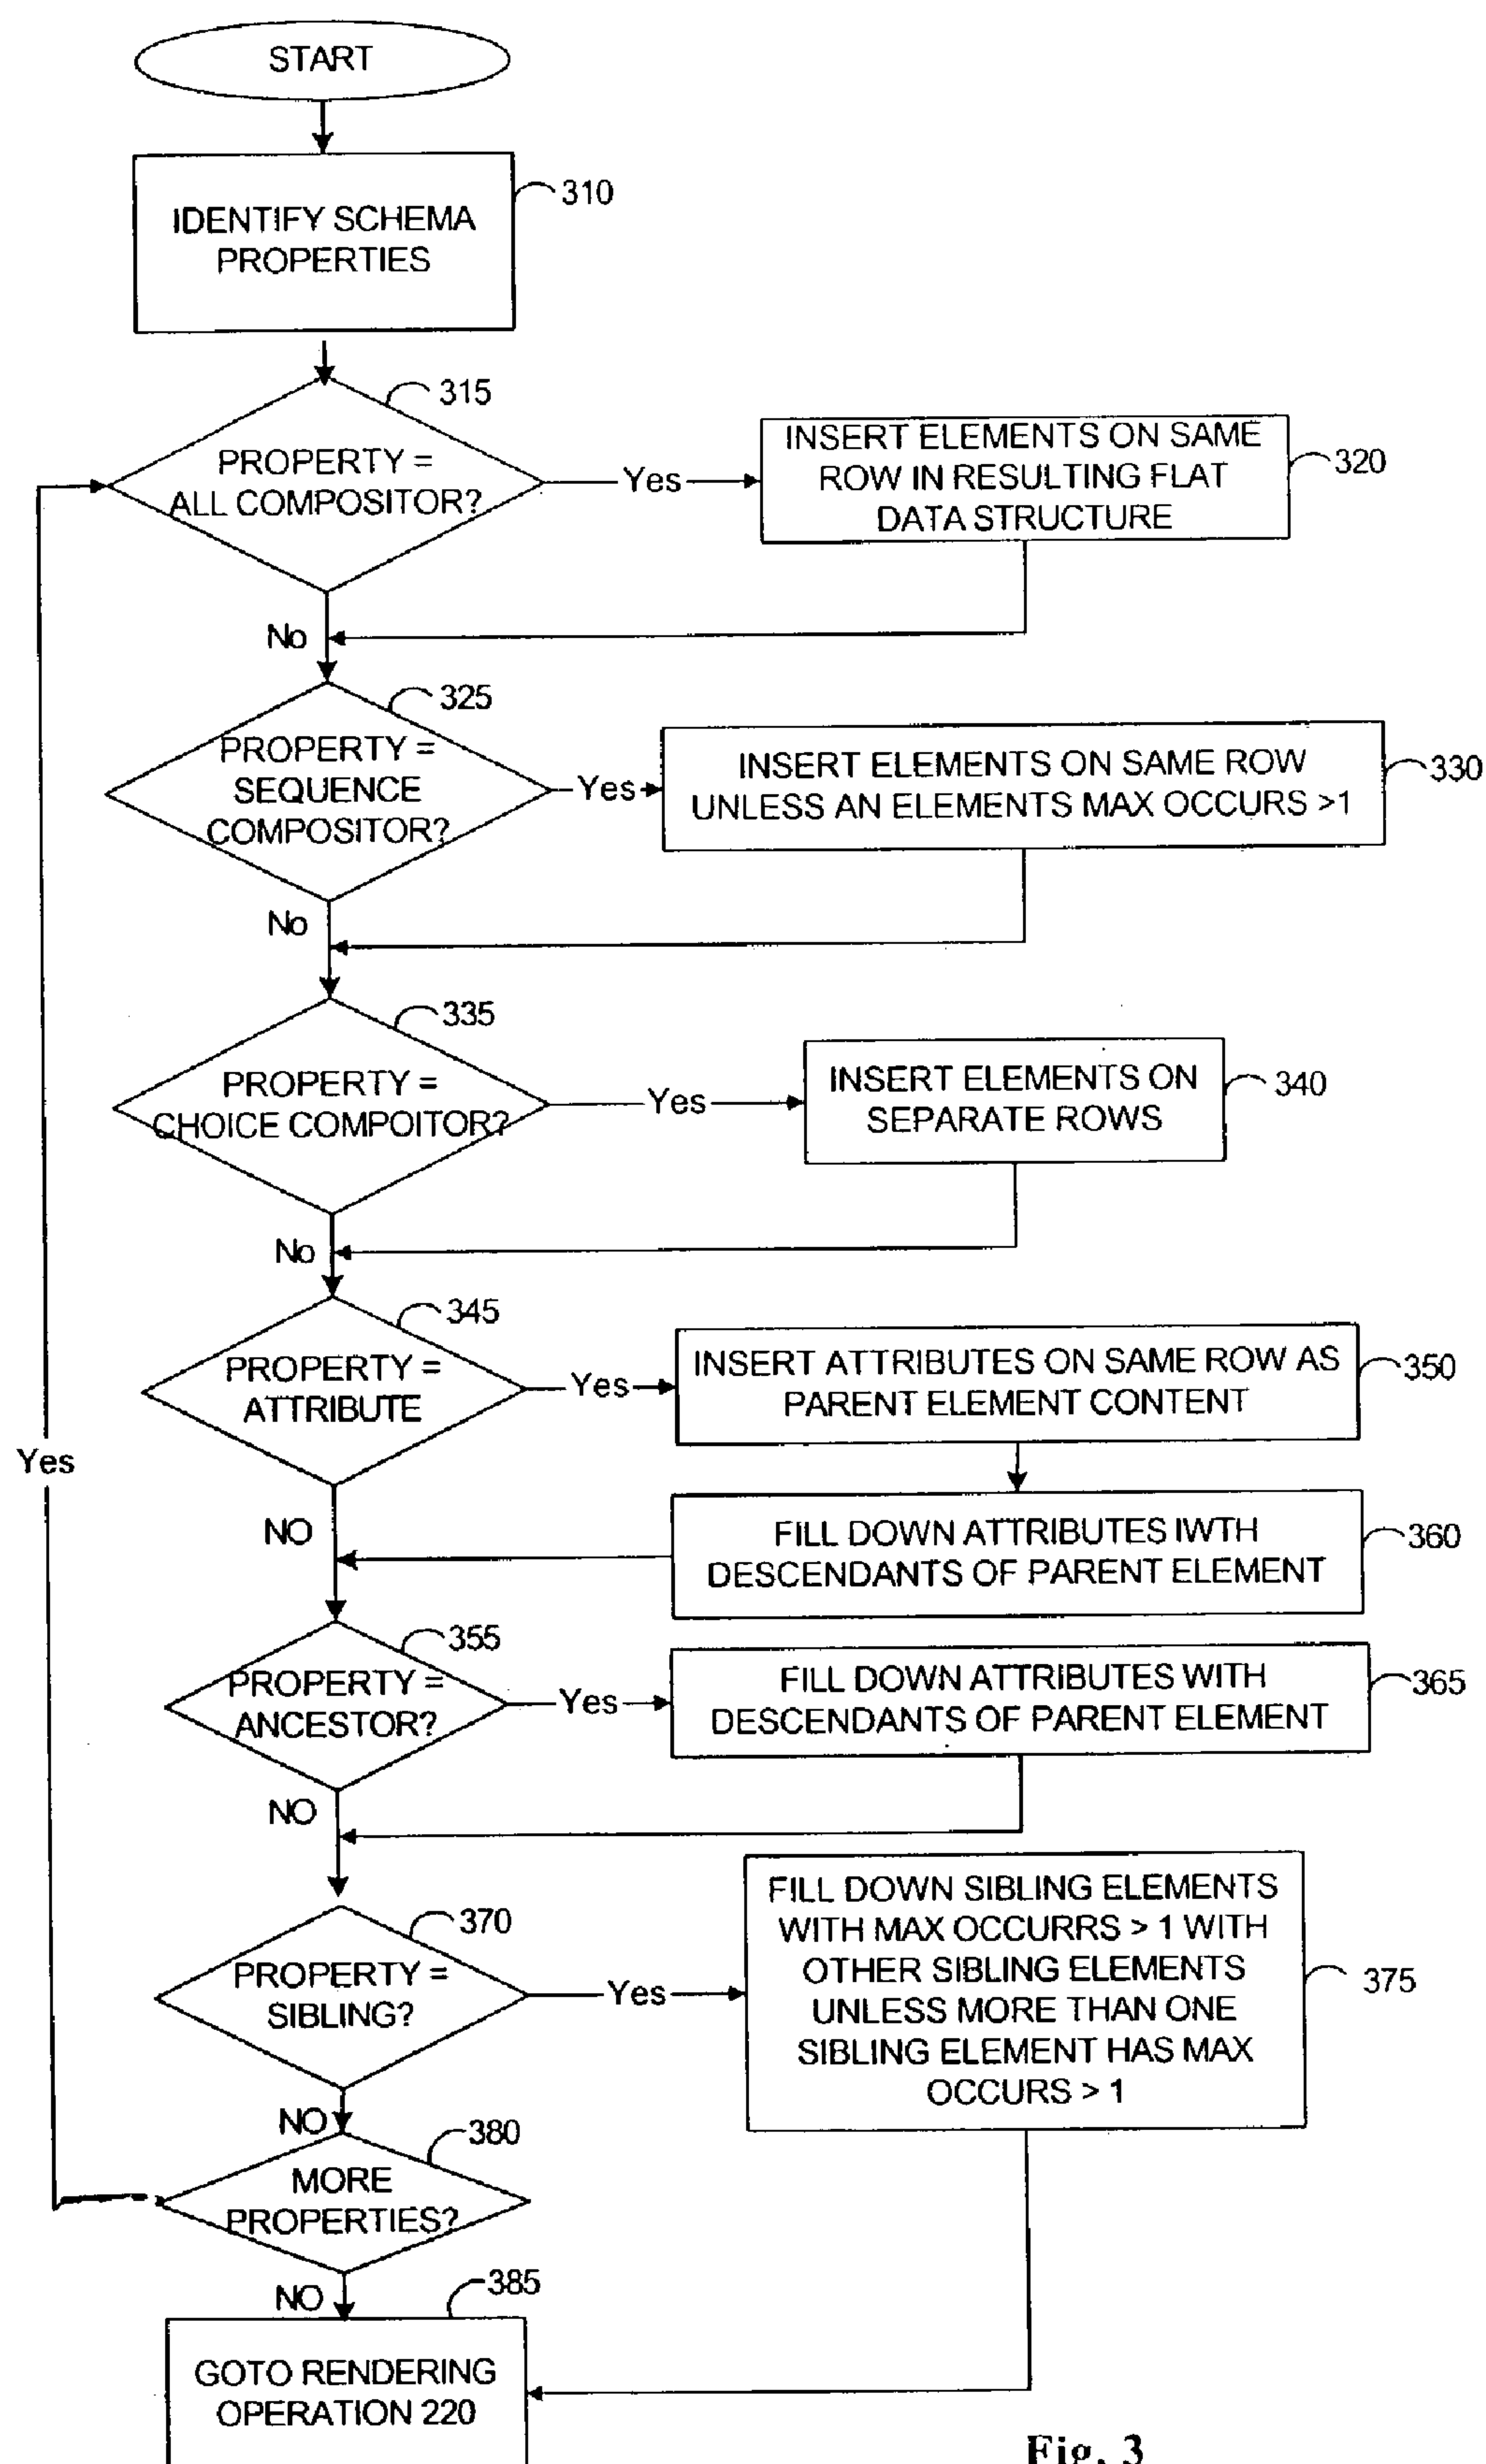 START
IDENTIFY SCHEMA
PROPERTIES
310
315
PROPERTY =
ALL COMPOSITOR?
Yes
INSERT ELEMENTS ON SAME
ROW IN RESULTING FLAT
DATA STRUCTURE
320
No
325
PROPERTY =
SEQUENCE
COMPOSITOR?
Yes
INSERT ELEMENTS ON SAME ROW
UNLESS AN ELEMENTS MAX OCCURS >1
330
No
335
PROPERTY =
CHOICE COMPOITOR?
Yes
INSERT ELEMENTS ON
SEPARATE ROWS
340
No
345
PROPERTY =
ATTRIBUTE
Yes
INSERT ATTRIBUTES ON SAME ROW AS
PARENT ELEMENT CONTENT
350
Yes
NO
FILL DOWN ATTRIBUTES IWTH
DESCENDANTS OF PARENT ELEMENT
360
355
PROPERTY =
ANCESTOR?
Yes
FILL DOWN ATTRIBUTES WITH
DESCENDANTS OF PARENT ELEMENT
365
NO
370
PROPERTY =
SIBLING?
Yes
FILL DOWN SIBLING ELEMENTS
WITH MAX OCCURRS > 1 WITH
OTHER SIBLING ELEMENTS
UNLESS MORE THAN ONE
SIBLING ELEMENT HAS MAX
OCCURS > 1
375
NO
380
MORE
PROPERTIES?
NO
385
GOTO RENDERING
OPERATION 220
Fig. 3